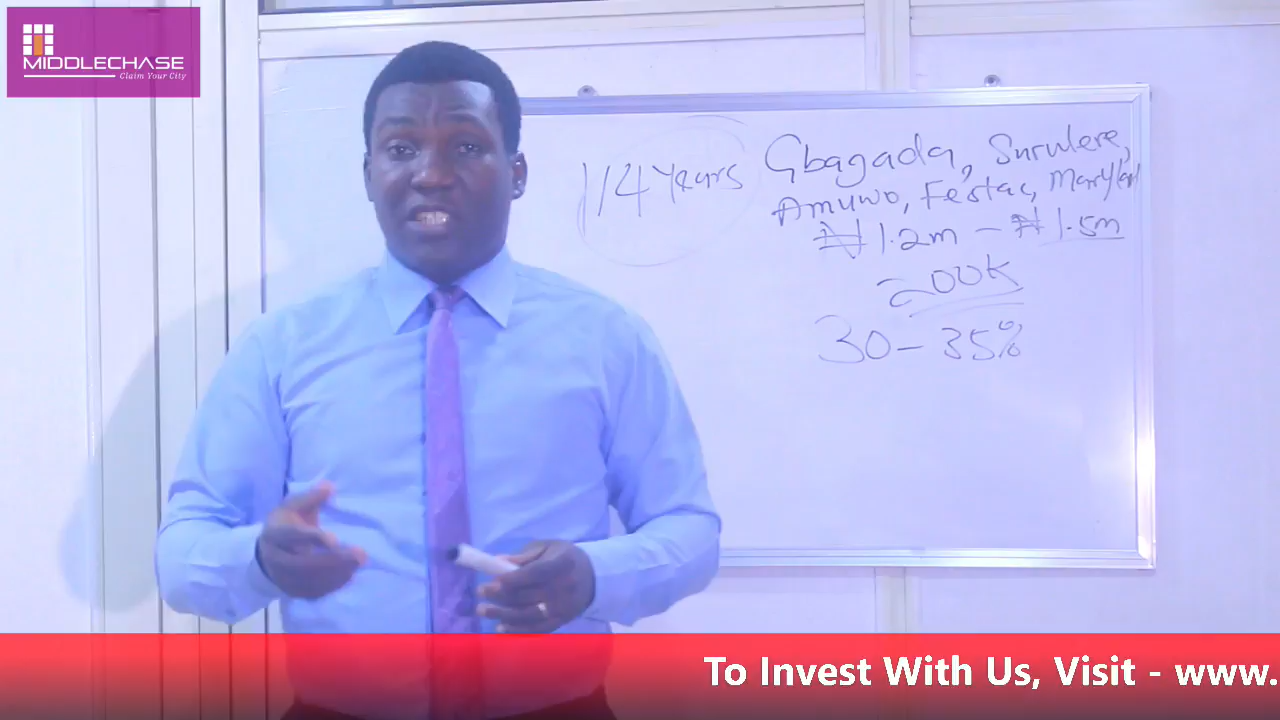 MIDDLECHASE
Claim Your City
114 Years
Gbagada, Surulere,
Amuwo, Festac, Maryland
₦1.2m - ₦1.5m
200K
30-35%
To Invest With Us, Visit - www.